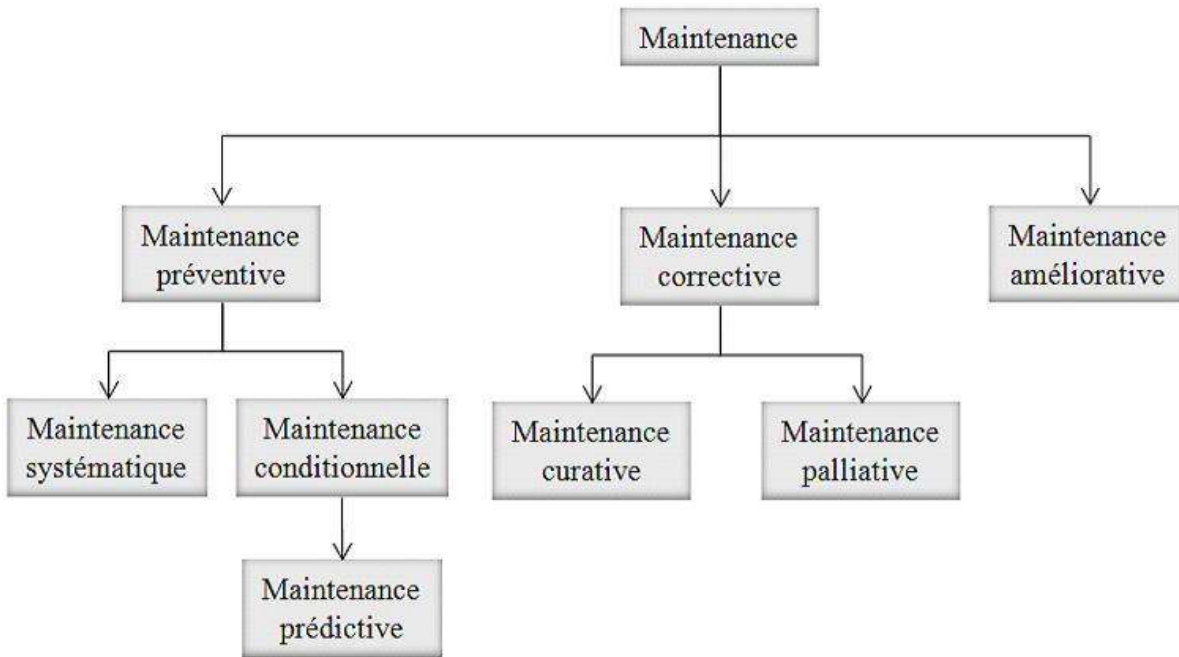 Maintenance
Maintenance
préventive
Maintenance
corrective
Maintenance
améliorative
Maintenance
systématique
Maintenance
conditionnelle
Maintenance
curative
Maintenance
palliative
Maintenance
prédictive